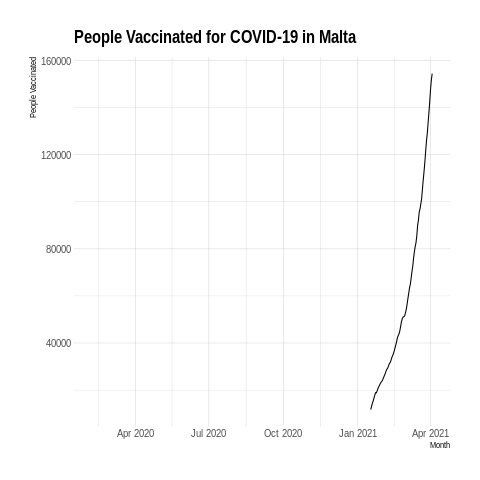 People Vaccinated for COVID-19 in Malta
People Vaccinated
160000
120000
80000
40000
Apr 2020 Jul 2020 Oct 2020 Jan 2021 Apr 2021
Month